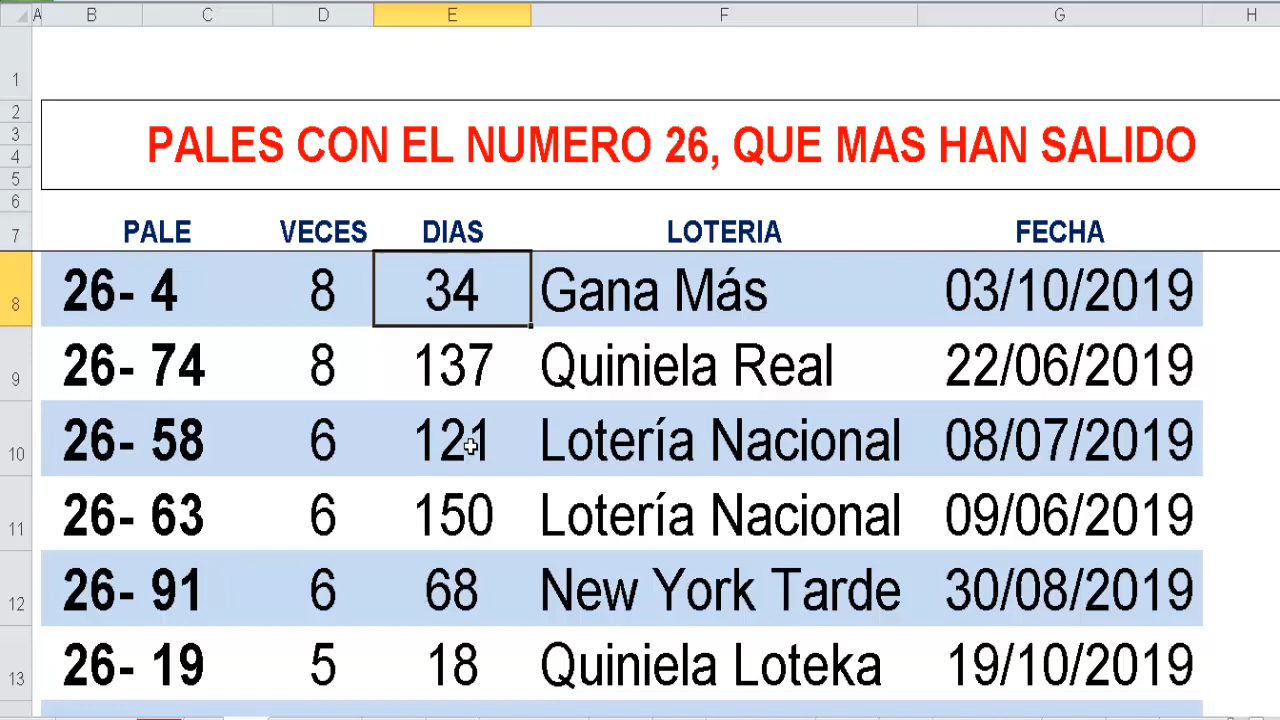 A B C D E F G H
1
2
3
4
5
6
7
8
9
10
11
12
13
PALES CON EL NUMERO 26, QUE MAS HAN SALIDO
PALE VECES DIAS LOTERIA FECHA
26- 4 8 34 Gana Más 03/10/2019
26- 74 8 137 Quiniela Real 22/06/2019
26- 58 6 121 Lotería Nacional 08/07/2019
26- 63 6 150 Lotería Nacional 09/06/2019
26- 91 6 68 New York Tarde 30/08/2019
26- 19 5 18 Quiniela Loteka 19/10/2019